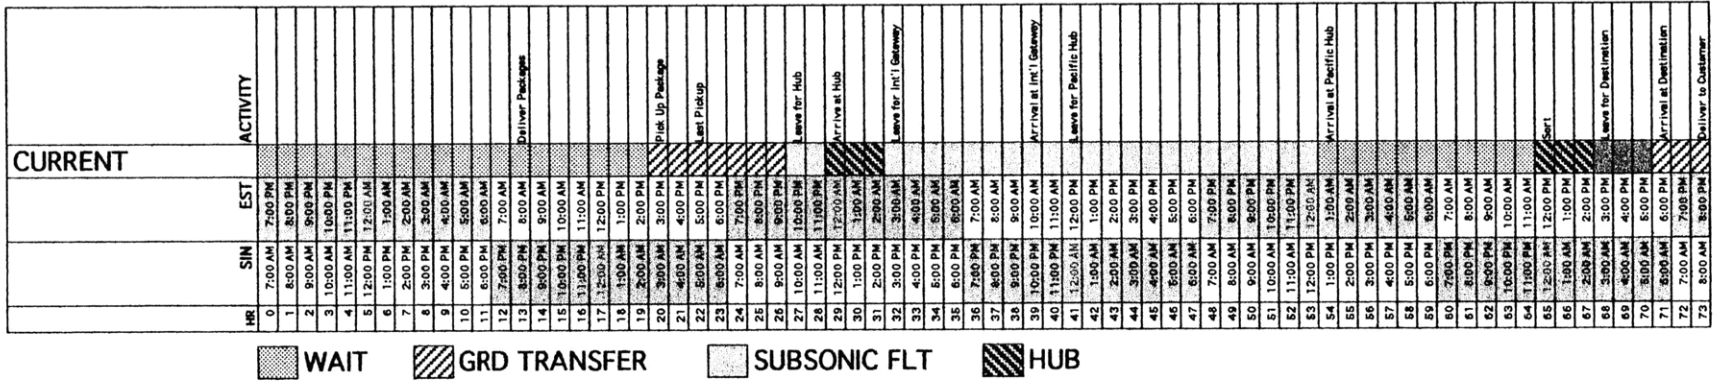 ACTIVITY Deliver Packages Pick Up Package Last Pickup Leave for Hub Arrive at Hub Leave for Int'l Gateway Arrival at Int'l Gateway Leave for Pacific Hub Arrival at Pacific Hub Sort Leave for Destination Arrival at Destination Deliver to Customer
CURRENT
EST 7:00 PM 8:00 PM 9:00 PM 10:00 PM 11:00 PM 12:00 AM 1:00 AM 2:00 AM 3:00 AM 4:00 AM 5:00 AM 6:00 AM 7:00 AM 8:00 AM 9:00 AM 10:00 AM 11:00 AM 12:00 PM 1:00 PM 2:00 PM 3:00 PM 4:00 PM 5:00 PM 6:00 PM 7:00 PM 8:00 PM 9:00 PM 10:00 PM 11:00 AM 12:00 AM 1:00 AM 2:00 AM 3:00 AM 4:00 AM 5:00 AM 6:00 AM 7:00 AM 8:00 AM 9:00 AM 10:00 AM 11:00 AM 12:00 PM 1:00 PM 2:00 PM 3:00 PM 4:00 PM 5:00 PM 6:00 PM 7:00 PM 8:00 PM 9:00 PM 10:00 PM 11:00 PM 12:00 AM 1:00 AM 2:00 AM 3:00 AM 4:00 AM 5:00 AM 6:00 AM 7:00 AM 8:00 AM 9:00 AM 10:00 AM 11:00 AM 12:00 PM 1:00 PM 2:00 PM 3:00 PM 4:00 PM 5:00 PM 6:00 PM 7:00 PM 8:00 PM
SIN 7:00 AM 8:00 AM 9:00 AM 10:00 AM 11:00 AM 12:00 PM 1:00 PM 2:00 PM 3:00 PM 4:00 PM 5:00 PM 6:00 PM 7:00 PM 8:00 PM 9:00 PM 10:00 PM 11:00 PM 12:00 AM 1:00 AM 2:00 AM 3:00 AM 4:00 AM 5:00 AM 6:00 AM 7:00 AM 8:00 AM 9:00 AM 10:00 AM 11:00 AM 12:00 PM 1:00 PM 2:00 PM 3:00 PM 4:00 PM 5:00 PM 6:00 PM 7:00 PM 8:00 PM 9:00 PM 10:00 PM 11:00 PM 12:00 AM 1:00 AM 2:00 AM 3:00 AM 4:00 AM 5:00 AM 6:00 AM 7:00 AM 8:00 AM 9:00 AM 10:00 AM 11:00 AM 12:00 PM 1:00 PM 2:00 PM 3:00 PM 4:00 PM 5:00 PM 6:00 PM 7:00 PM 8:00 PM 9:00 PM 10:00 PM 11:00 PM 12:00 AM 1:00 AM 2:00 AM 3:00 AM 4:00 AM 5:00 AM 6:00 AM 7:00 AM 8:00 AM
HR 0 1 2 3 4 5 6 7 8 9 10 11 12 13 14 15 16 17 18 19 20 21 22 23 24 25 26 27 28 29 30 31 32 33 34 35 36 37 38 39 40 41 42 43 44 45 46 47 48 49 50 51 52 53 54 55 56 57 58 59 60 61 62 63 64 65 66 67 68 69 70 71 72 73
WAIT GRD TRANSFER SUBSONIC FLT HUB